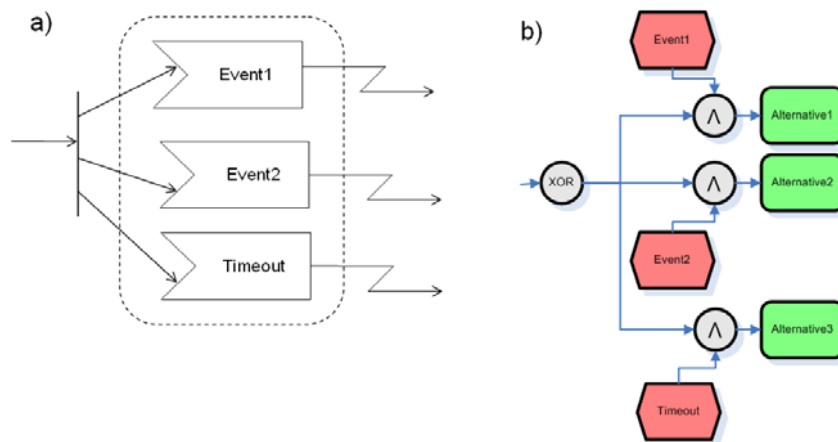 a)
Event1
Event2
Timeout
b)
Event1
Λ
Alternative1
XOR
Λ
Alternative2
Event2
Λ
Alternative3
Timeout